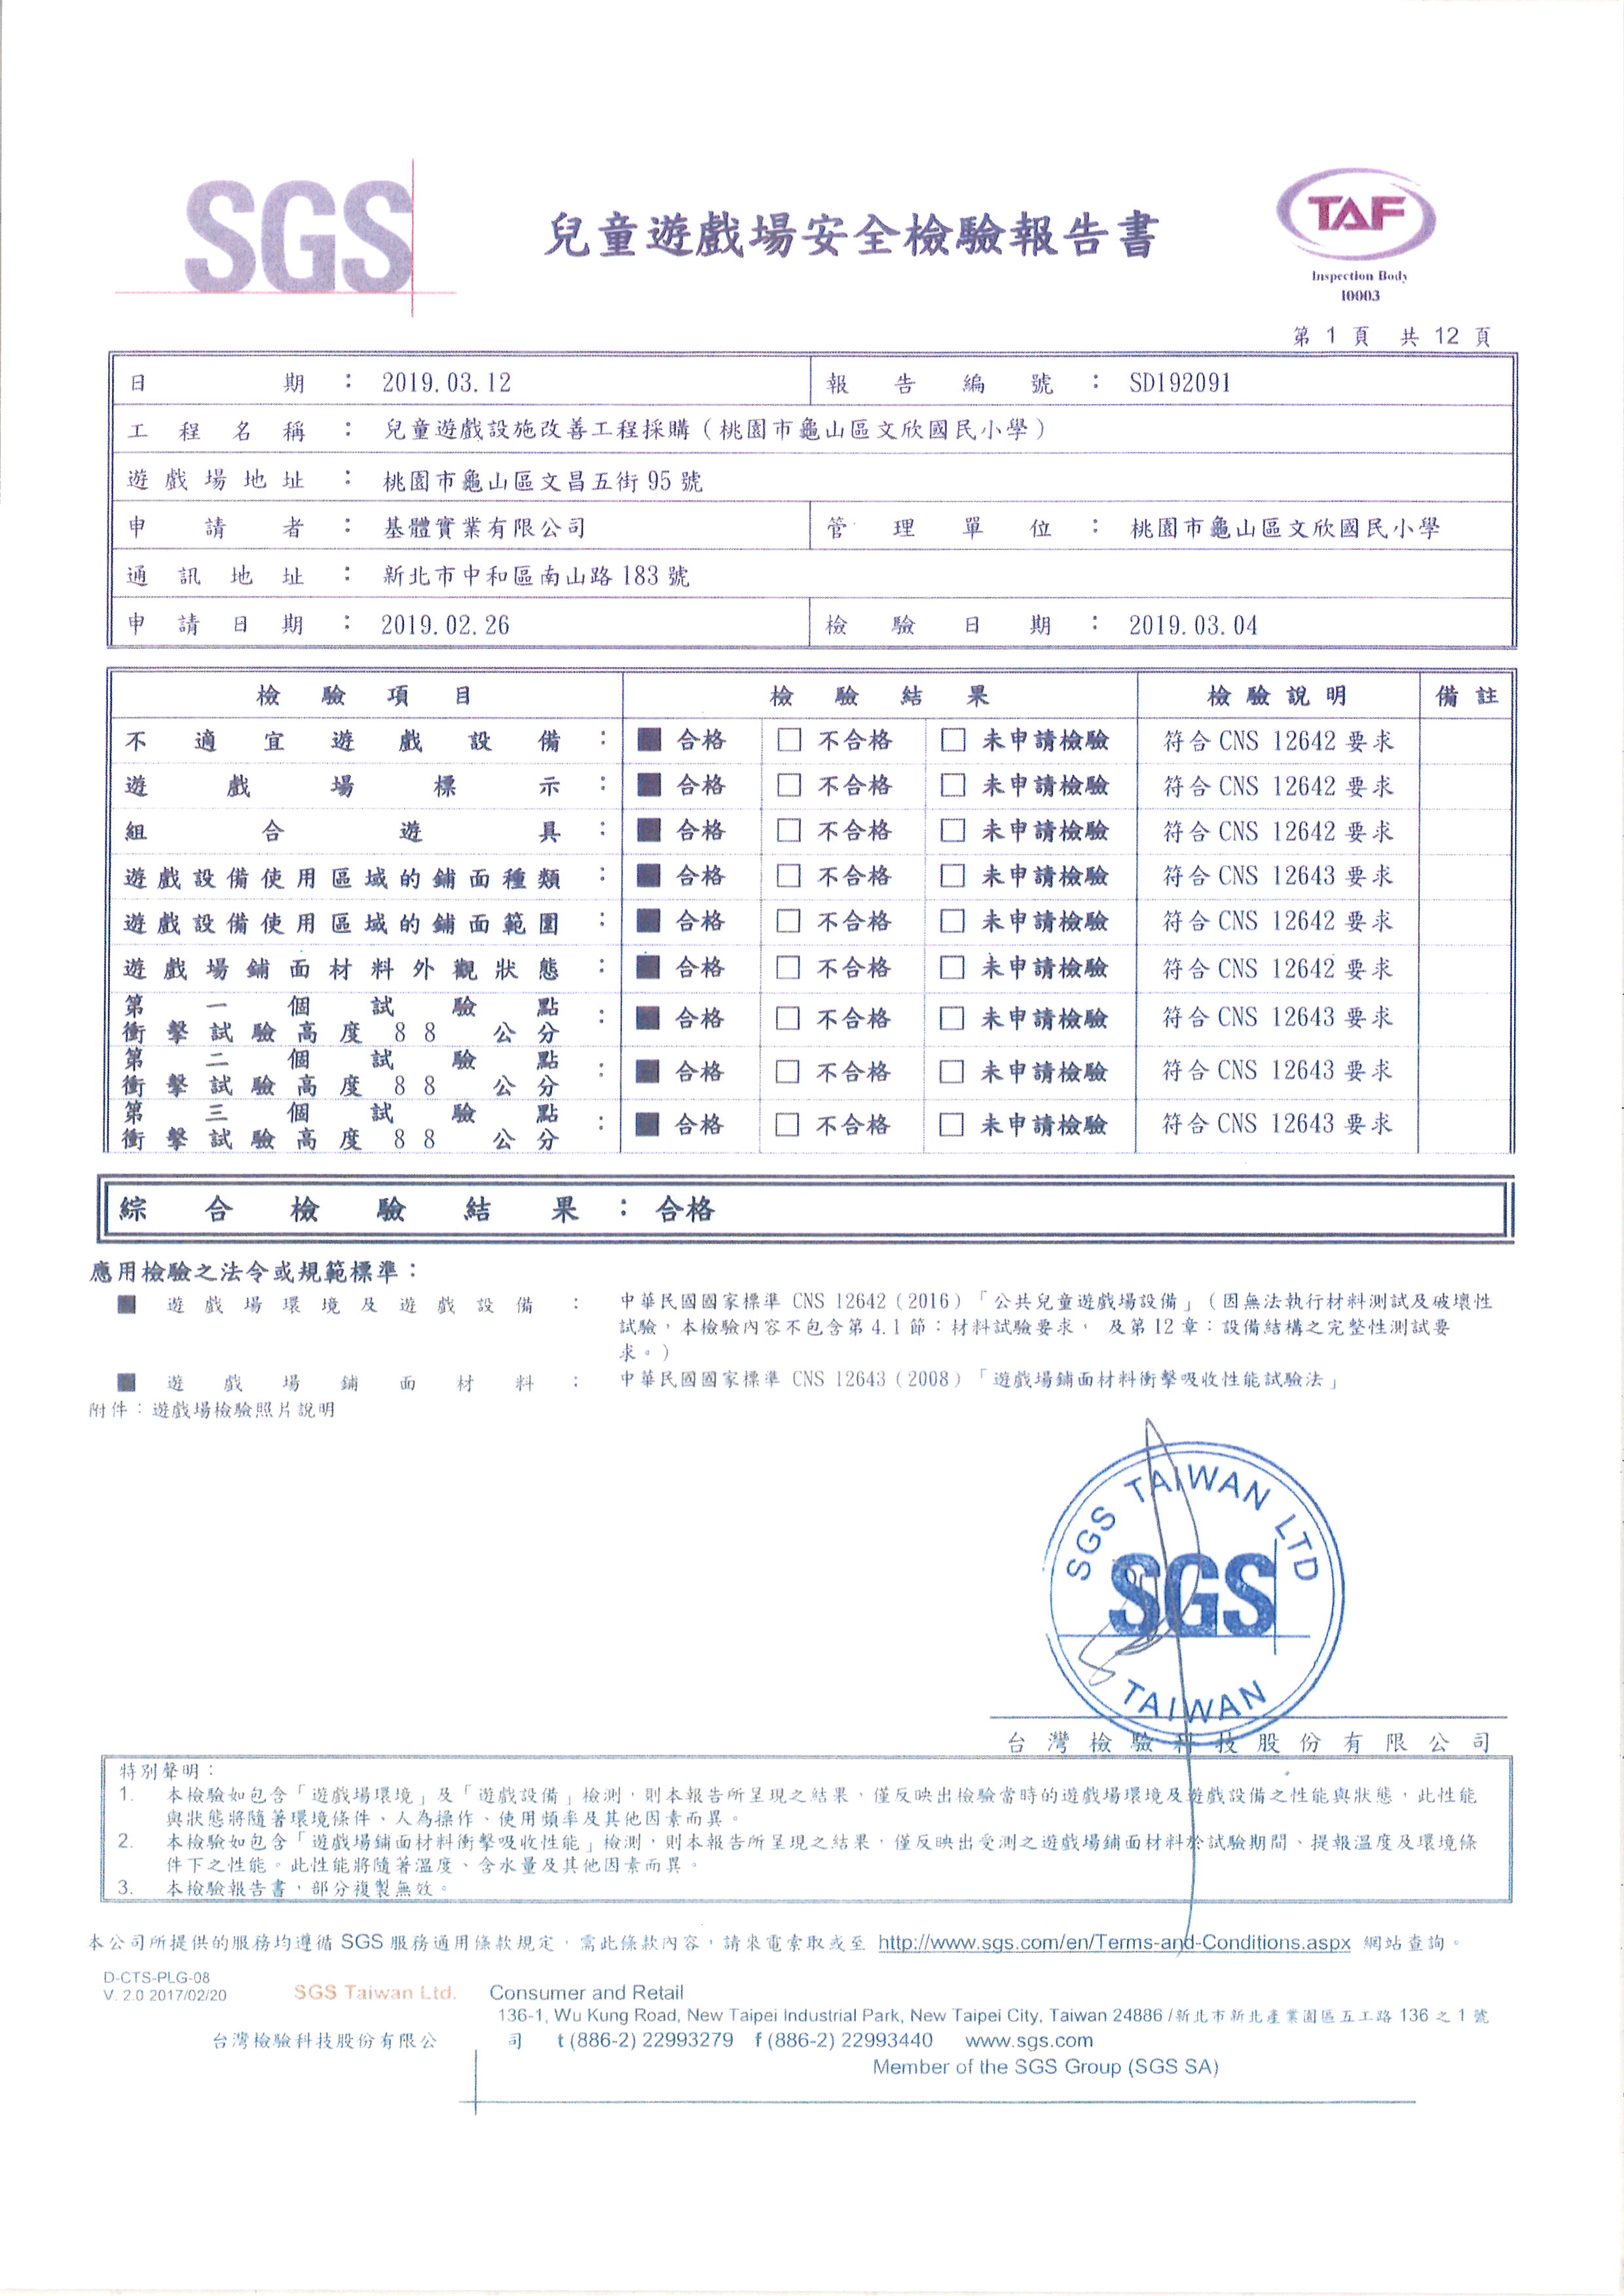 SGS
兒童遊戲場安全檢驗報告書
TAF
Inspection Body
10003
第 1 頁 共 12 頁
日期： 2019.03.12 報告編號： SD192091
工程名稱： 兒童遊戲設施改善工程採購（桃園市龜山區文欣國民小學）
遊戲場地址： 桃園市龜山區文昌五街 95 號
申請者： 基體實業有限公司 管理單位： 桃園市龜山區文欣國民小學
通訊地址： 新北市中和區南山路 183 號
申請日期： 2019.02.26 檢驗日期： 2019.03.04
檢驗項目 檢驗結果 檢驗說明 備註
不適宜遊戲設備： ■ 合格 □ 不合格 □ 未申請檢驗 符合 CNS 12642 要求
遊戲場標示： ■ 合格 □ 不合格 □ 未申請檢驗 符合 CNS 12642 要求
組合遊具： ■ 合格 □ 不合格 □ 未申請檢驗 符合 CNS 12642 要求
遊戲設備使用區域的鋪面種類： ■ 合格 □ 不合格 □ 未申請檢驗 符合 CNS 12643 要求
遊戲設備使用區域的鋪面範圍： ■ 合格 □ 不合格 □ 未申請檢驗 符合 CNS 12642 要求
遊戲場鋪面材料外觀狀態： ■ 合格 □ 不合格 □ 未申請檢驗 符合 CNS 12642 要求
第一個試驗點
衝擊試驗高度 88 公分： ■ 合格 □ 不合格 □ 未申請檢驗 符合 CNS 12643 要求
第二個試驗點
衝擊試驗高度 88 公分： ■ 合格 □ 不合格 □ 未申請檢驗 符合 CNS 12643 要求
第三個試驗點
衝擊試驗高度 88 公分： ■ 合格 □ 不合格 □ 未申請檢驗 符合 CNS 12643 要求
綜合檢驗結果：合格
應用檢驗之法令或規範標準：
■ 遊戲場環境及遊戲設備： 中華民國國家標準 CNS 12642（2016）「公共兒童遊戲場設備」（因無法執行材料測試及破壞性
試驗，本檢驗內容不包含第 4.1 節：材料試驗要求， 及第 12 章：設備結構之完整性測試要
求。）
■ 遊戲場鋪面材料： 中華民國國家標準 CNS 12643（2008）「遊戲場鋪面材料衝擊吸收性能試驗法」
附件：遊戲場檢驗照片說明
SGS TAIWAN LTD
SGS
TAIWAN
台灣檢驗科技股份有限公司
特別聲明：
1. 本檢驗如包含「遊戲場環境」及「遊戲設備」檢測，則本報告所呈現之結果，僅反映出檢驗當時的遊戲場環境及遊戲設備之性能與狀態，此性能
與狀態將隨著環境條件、人為操作、使用頻率及其他因素而異。
2. 本檢驗如包含「遊戲場鋪面材料衝擊吸收性能」檢測，則本報告所呈現之結果，僅反映出受測之遊戲場鋪面材料於試驗期間、提報溫度及環境條
件下之性能。此性能將隨著溫度、含水量及其他因素而異。
3. 本檢驗報告書，部分複製無效。
本公司所提供的服務均遵循 SGS 服務通用條款規定，需此條款內容，請來電索取或至 http://www.sgs.com/en/Terms-and-Conditions.aspx 網站查詢。
D-CTS-PLG-08
V. 2.0 2017/02/20
SGS Taiwan Ltd. Consumer and Retail
136-1, Wu Kung Road, New Taipei Industrial Park, New Taipei City, Taiwan 24886 /新北市新北產業園區五工路 136 之 1 號
台灣檢驗科技股份有限公司 t (886-2) 22993279 f (886-2) 22993440 www.sgs.com
Member of the SGS Group (SGS SA)